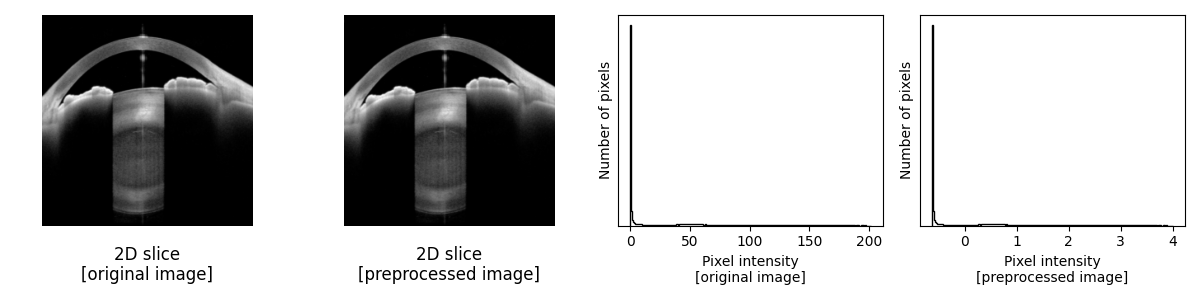 2D slice
[original image]
2D slice
[preprocessed image]
Number of pixels
0 50 100 150 200
Pixel intensity
[original image]
Number of pixels
0 1 2 3 4
Pixel intensity
[preprocessed image]